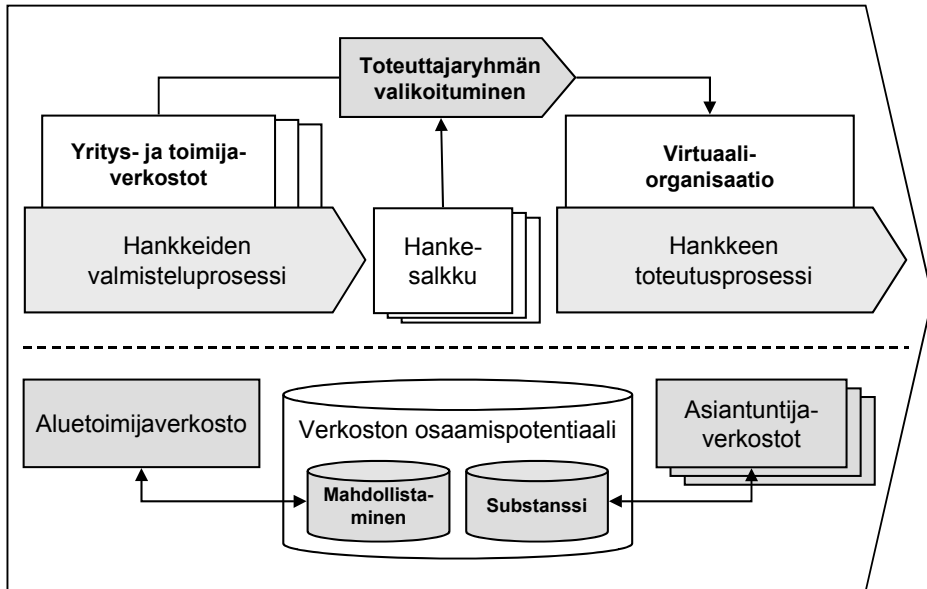 Toteuttajaryhmän
valikoituminen
Yritys- ja toimija-
verkostot
Virtuaali-
organisaatio
Hankkeiden
valmisteluprosessi
Hanke-
salkku
Hankkeen
toteutusprosessi
Aluetoimijaverkosto
Verkoston osaamispotentiaali
Asiantuntija-
verkostot
Mahdollista-
minen
Substanssi